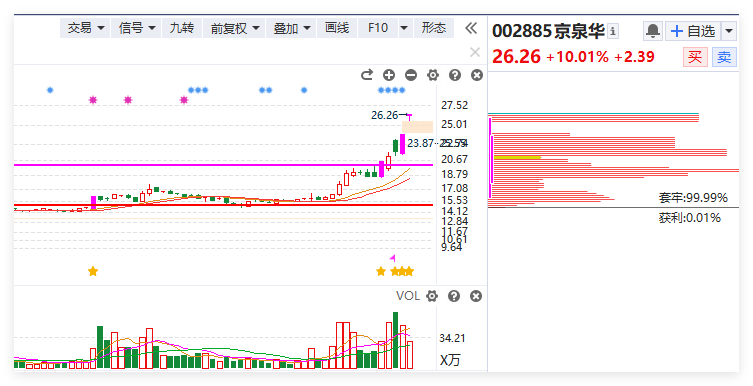 交易 信号 九转 前复权 叠加 画线 F10 形态
002885京泉华
自选
26.26 +10.01% +2.39
买 卖
27.52
26.26
25.01
23.87
20.67
18.79
17.08
15.53
14.12
12.84
11.67
10.61
9.64
套牢:99.99%
获利:0.01%
VOL
34.21
X万